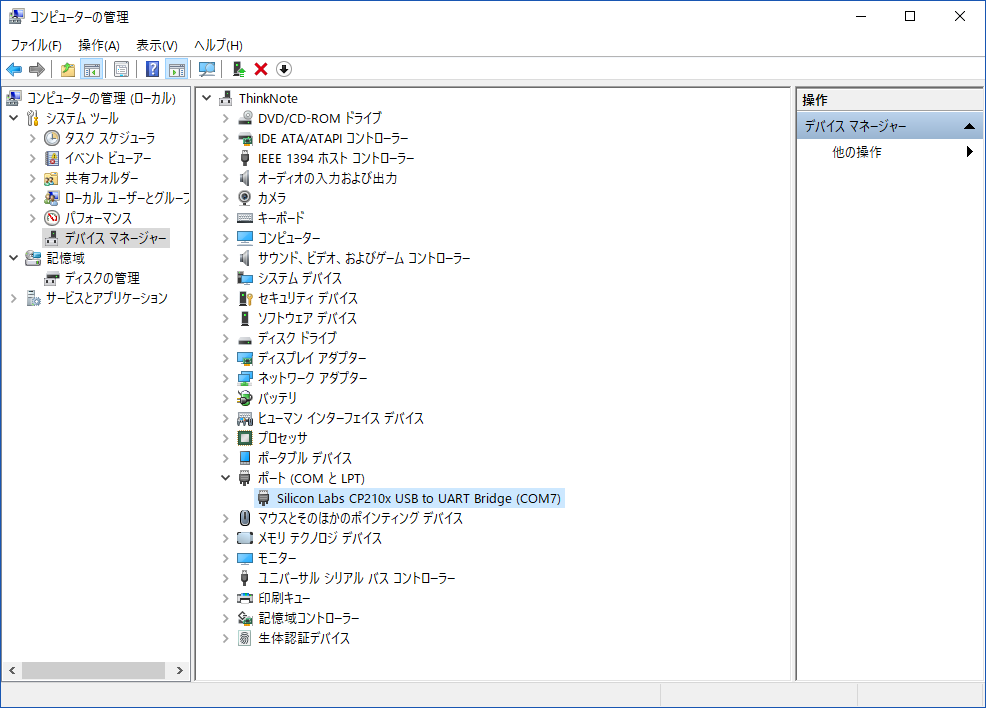 コンピューターの管理
ファイル(F) 操作(A) 表示(V) ヘルプ(H)
コンピューターの管理 (ローカル)
システム ツール
タスク スケジューラ
イベント ビューアー
共有フォルダー
ローカル ユーザーとグループ
パフォーマンス
デバイス マネージャー
記憶域
ディスクの管理
サービスとアプリケーション
ThinkNote
DVD/CD-ROM ドライブ
IDE ATA/ATAPI コントローラー
IEEE 1394 ホスト コントローラー
オーディオの入力および出力
カメラ
キーボード
コンピューター
サウンド、ビデオ、およびゲーム コントローラー
システム デバイス
セキュリティ デバイス
ソフトウェア デバイス
ディスク ドライブ
ディスプレイ アダプター
ネットワーク アダプター
バッテリ
ヒューマン インターフェイス デバイス
プロセッサ
ポータブル デバイス
ポート (COM と LPT)
Silicon Labs CP210x USB to UART Bridge (COM7)
マウスとそのほかのポインティング デバイス
メモリ テクノロジ デバイス
モニター
ユニバーサル シリアル バス コントローラー
印刷キュー
記憶域コントローラー
生体認証デバイス
操作
デバイス マネージャー
他の操作